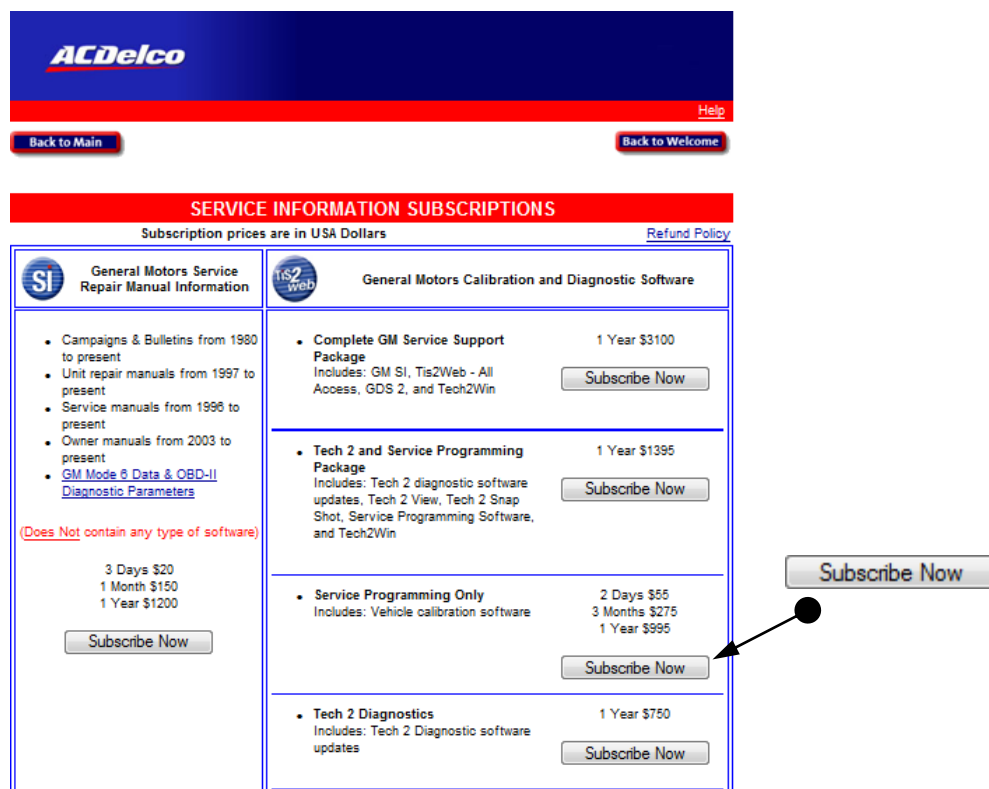 ACDelco
Help
Back to Main
Back to Welcome
SERVICE INFORMATION SUBSCRIPTIONS
Subscription prices are in USA Dollars
Refund Policy
SI
General Motors Service
Repair Manual Information
TIS2
web
General Motors Calibration and Diagnostic Software
• Campaigns & Bulletins from 1980
to present
• Unit repair manuals from 1997 to
present
• Service manuals from 1996 to
present
• Owner manuals from 2003 to
present
• GM Mode 6 Data & OBD-II
Diagnostic Parameters
(Does Not contain any type of software)
3 Days $20
1 Month $150
1 Year $1200
Subscribe Now
• Complete GM Service Support
Package
Includes: GM SI, Tis2Web - All
Access, GDS 2, and Tech2Win
1 Year $3100
Subscribe Now
• Tech 2 and Service Programming
Package
Includes: Tech 2 diagnostic software
updates, Tech 2 View, Tech 2 Snap
Shot, Service Programming Software,
and Tech2Win
1 Year $1395
Subscribe Now
• Service Programming Only
Includes: Vehicle calibration software
2 Days $55
3 Months $275
1 Year $995
Subscribe Now
• Tech 2 Diagnostics
Includes: Tech 2 Diagnostic software
updates
1 Year $750
Subscribe Now
Subscribe Now